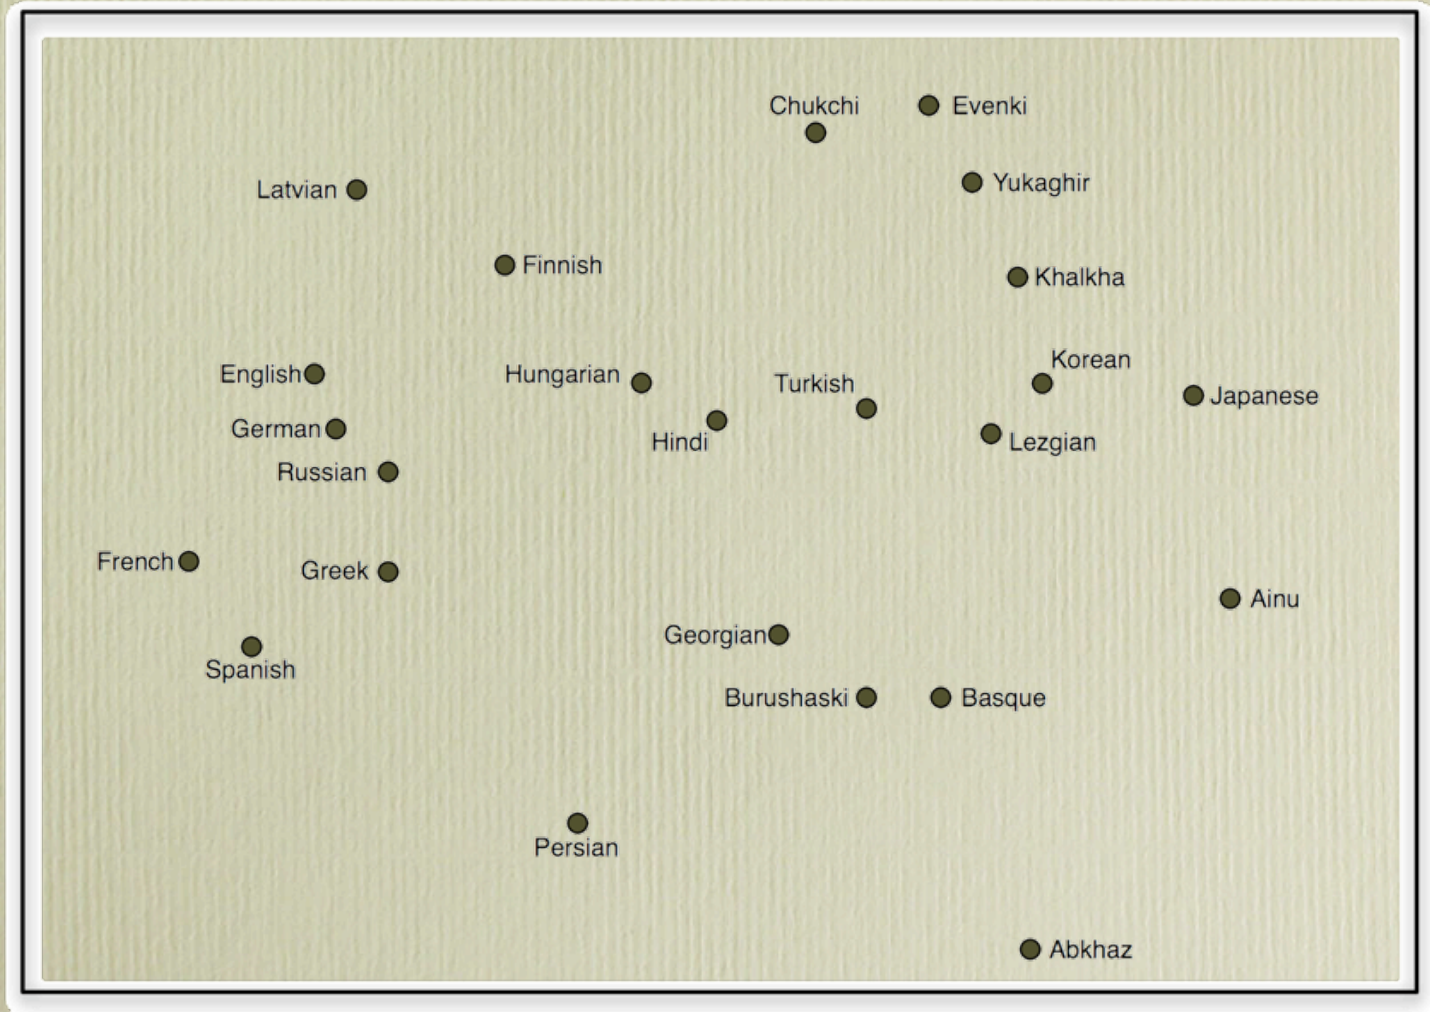 Chukchi
Evenki
Yukaghir
Latvian
Finnish
Khalkha
Korean
English
Hungarian
Turkish
Japanese
German
Hindi
Lezgian
Russian
French
Greek
Ainu
Georgian
Spanish
Burushaski
Basque
Persian
Abkhaz